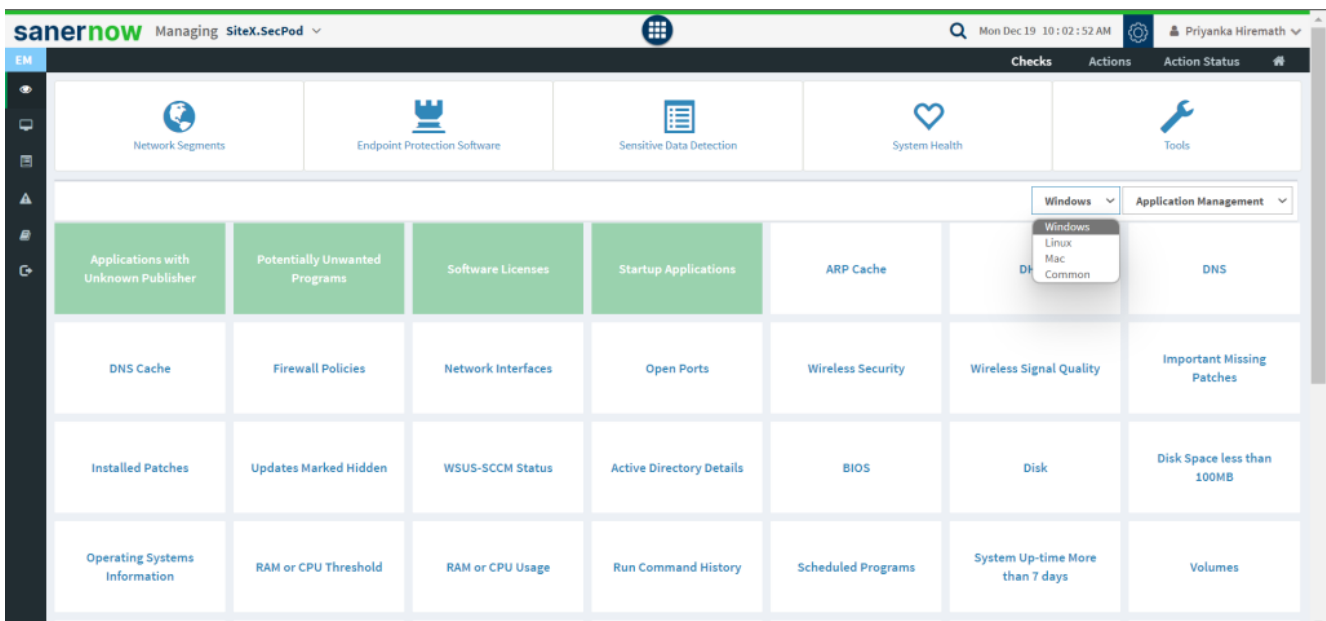 sanernow Managing SiteX.SecPod Mon Dec 19 10:02:52 AM Priyanka Hiremath
EM Checks Actions Action Status
Network Segments Endpoint Protection Software Sensitive Data Detection System Health Tools
Windows Application Management
Windows
Linux
Mac
Common
Applications with
Unknown Publisher
Potentially Unwanted
Programs
Software Licenses
Startup Applications
ARP Cache
DNS
DNS Cache
Firewall Policies
Network Interfaces
Open Ports
Wireless Security
Wireless Signal Quality
Important Missing
Patches
Installed Patches
Updates Marked Hidden
WSUS-SCCM Status
Active Directory Details
BIOS
Disk
Disk Space less than
100MB
Operating Systems
Information
RAM or CPU Threshold
RAM or CPU Usage
Run Command History
Scheduled Programs
System Up-time More
than 7 days
Volumes